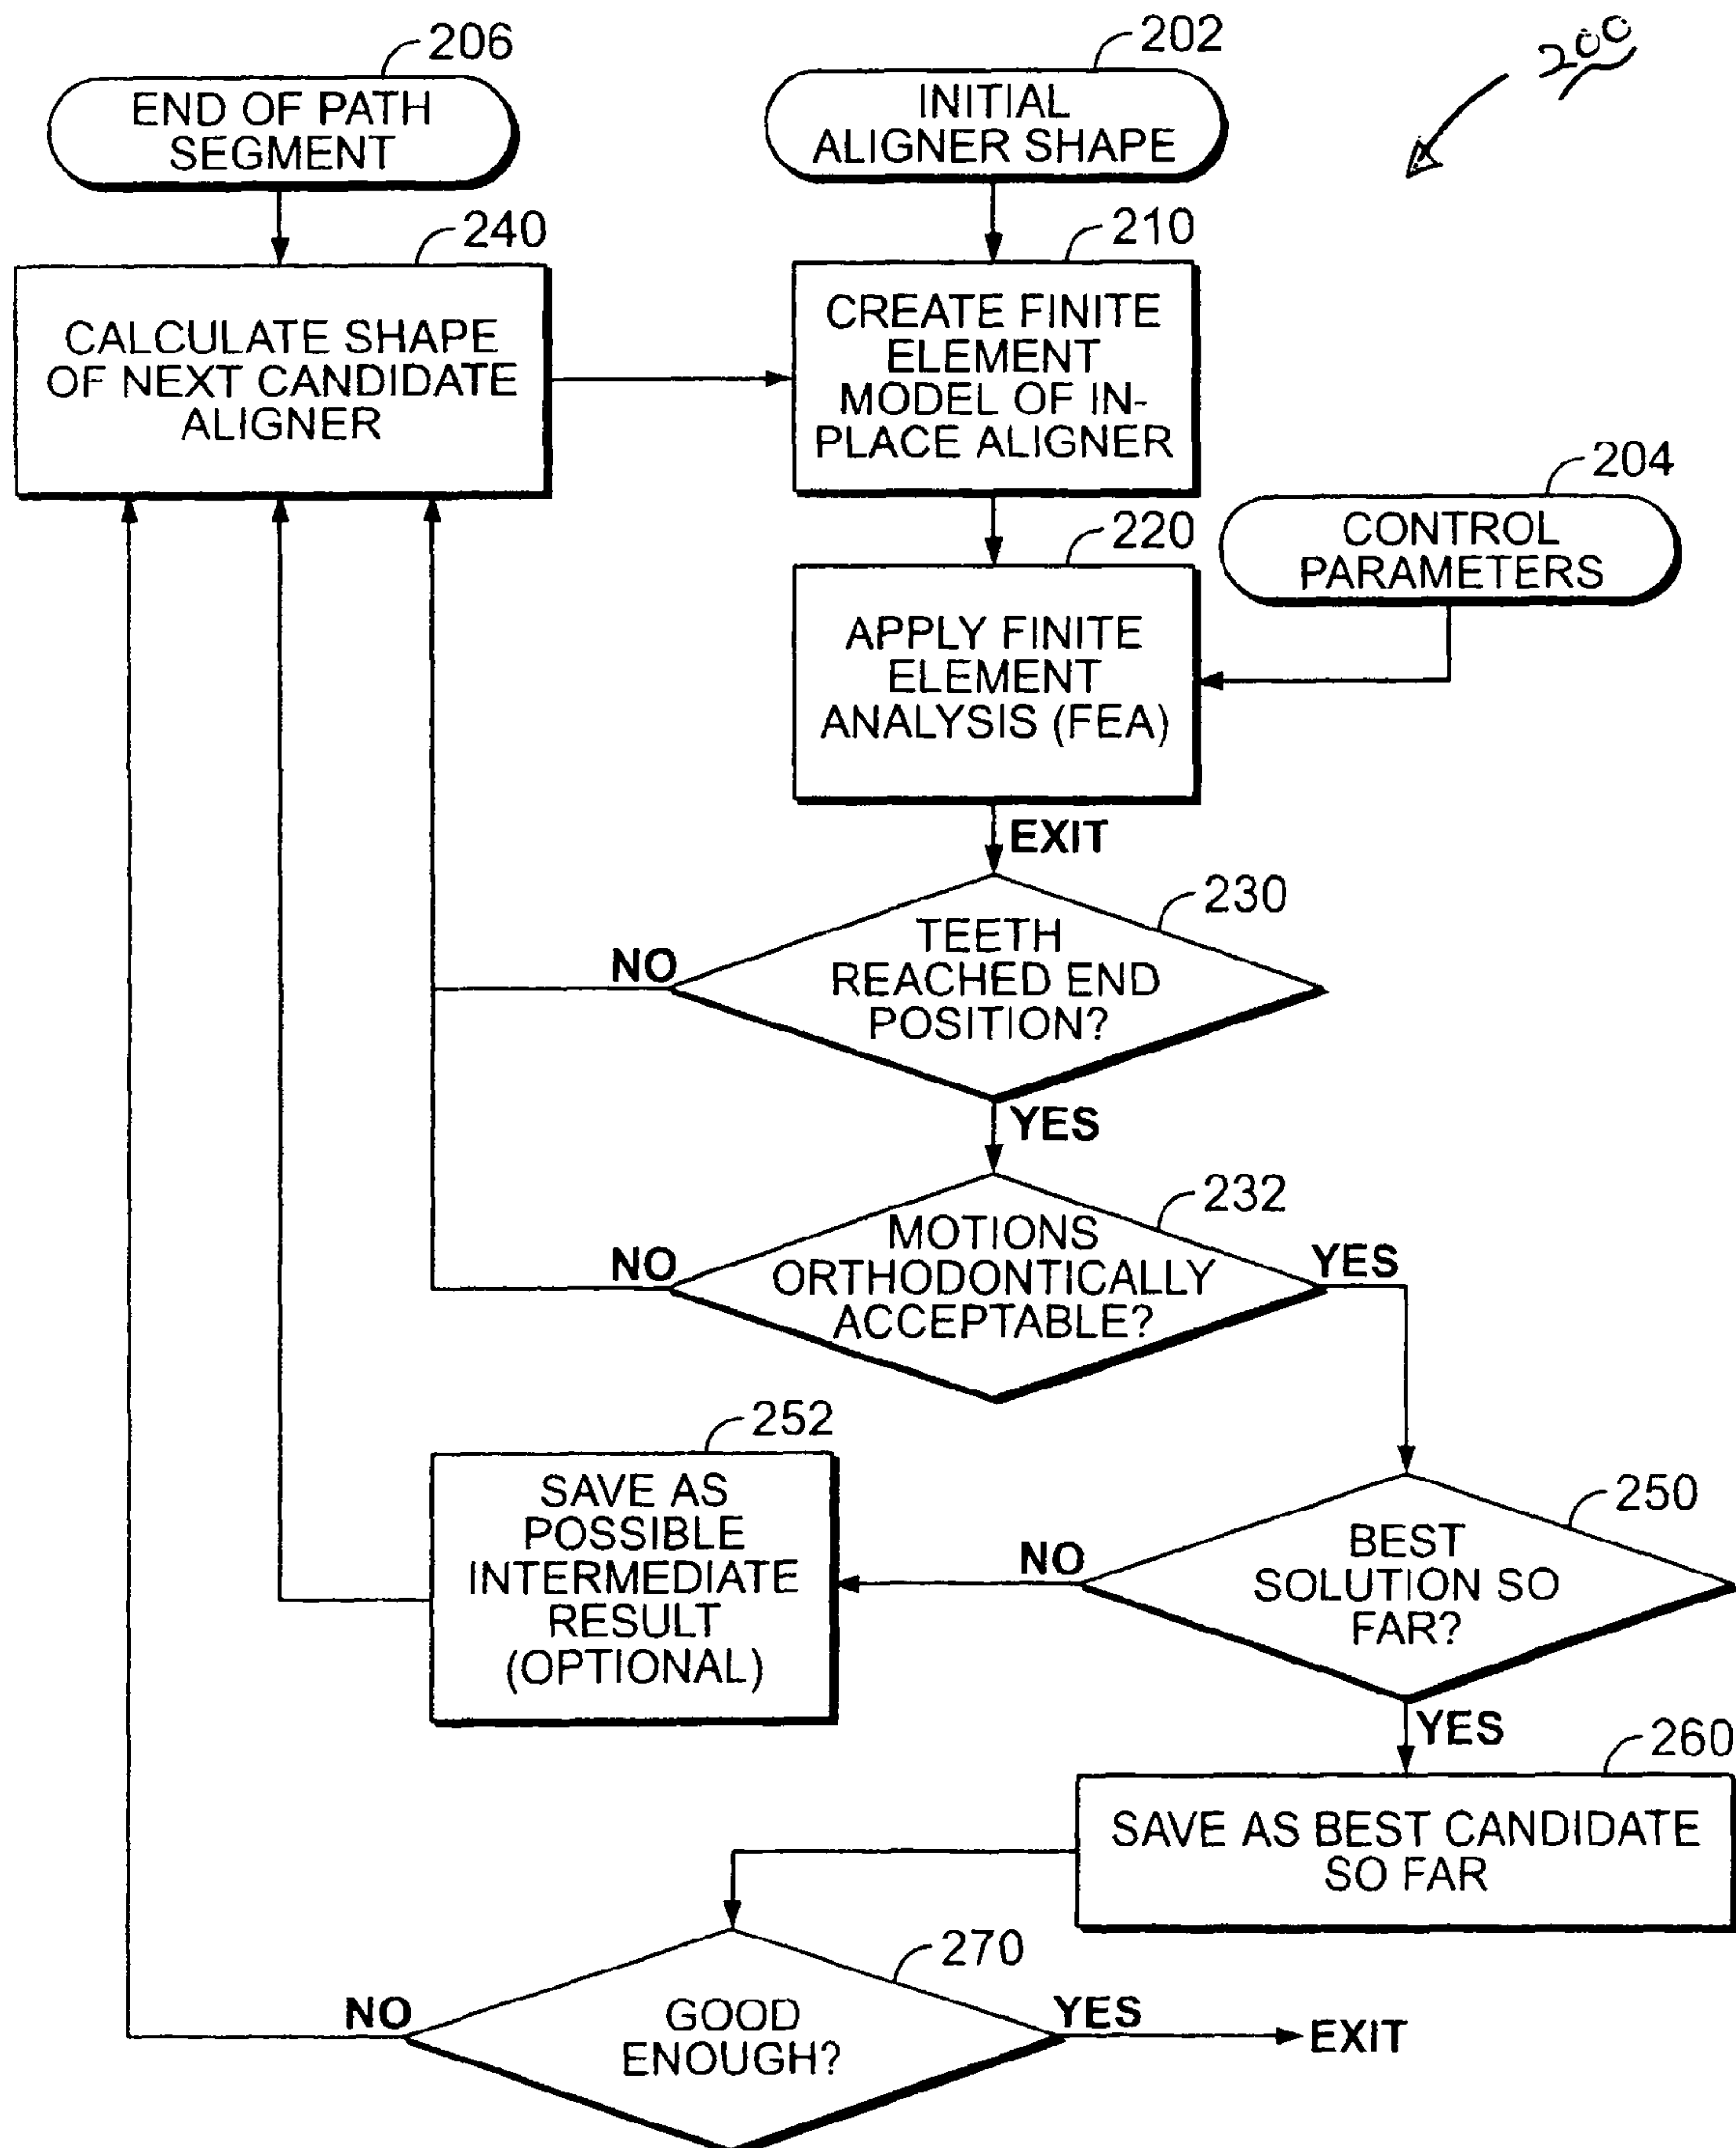 206
END OF PATH
SEGMENT
202
INITIAL
ALIGNER SHAPE
200
240
CALCULATE SHAPE
OF NEXT CANDIDATE
ALIGNER
210
CREATE FINITE
ELEMENT
MODEL OF IN-
PLACE ALIGNER
204
CONTROL
PARAMETERS
220
APPLY FINITE
ELEMENT
ANALYSIS (FEA)
EXIT
230
TEETH
REACHED END
POSITION?
NO
YES
232
MOTIONS
ORTHODONTICALLY
ACCEPTABLE?
NO
YES
252
SAVE AS
POSSIBLE
INTERMEDIATE
RESULT
(OPTIONAL)
250
BEST
SOLUTION SO
FAR?
NO
YES
260
SAVE AS BEST CANDIDATE
SO FAR
270
GOOD
ENOUGH?
NO
YES
EXIT